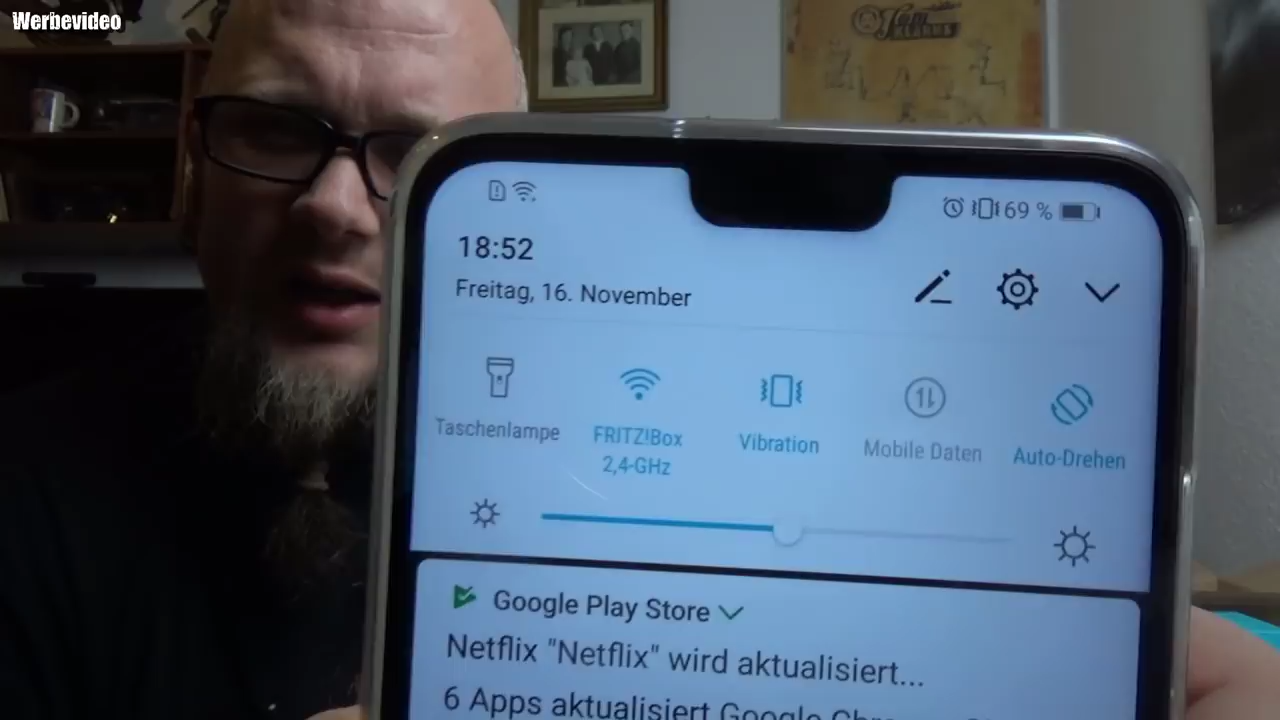 Werbevideo
69 %
18:52
Freitag, 16. November
Taschenlampe
FRITZ!Box
2,4-GHz
Vibration
Mobile Daten
Auto-Drehen
Google Play Store
Netflix "Netflix" wird aktualisiert...
6 Apps aktualisiert Google